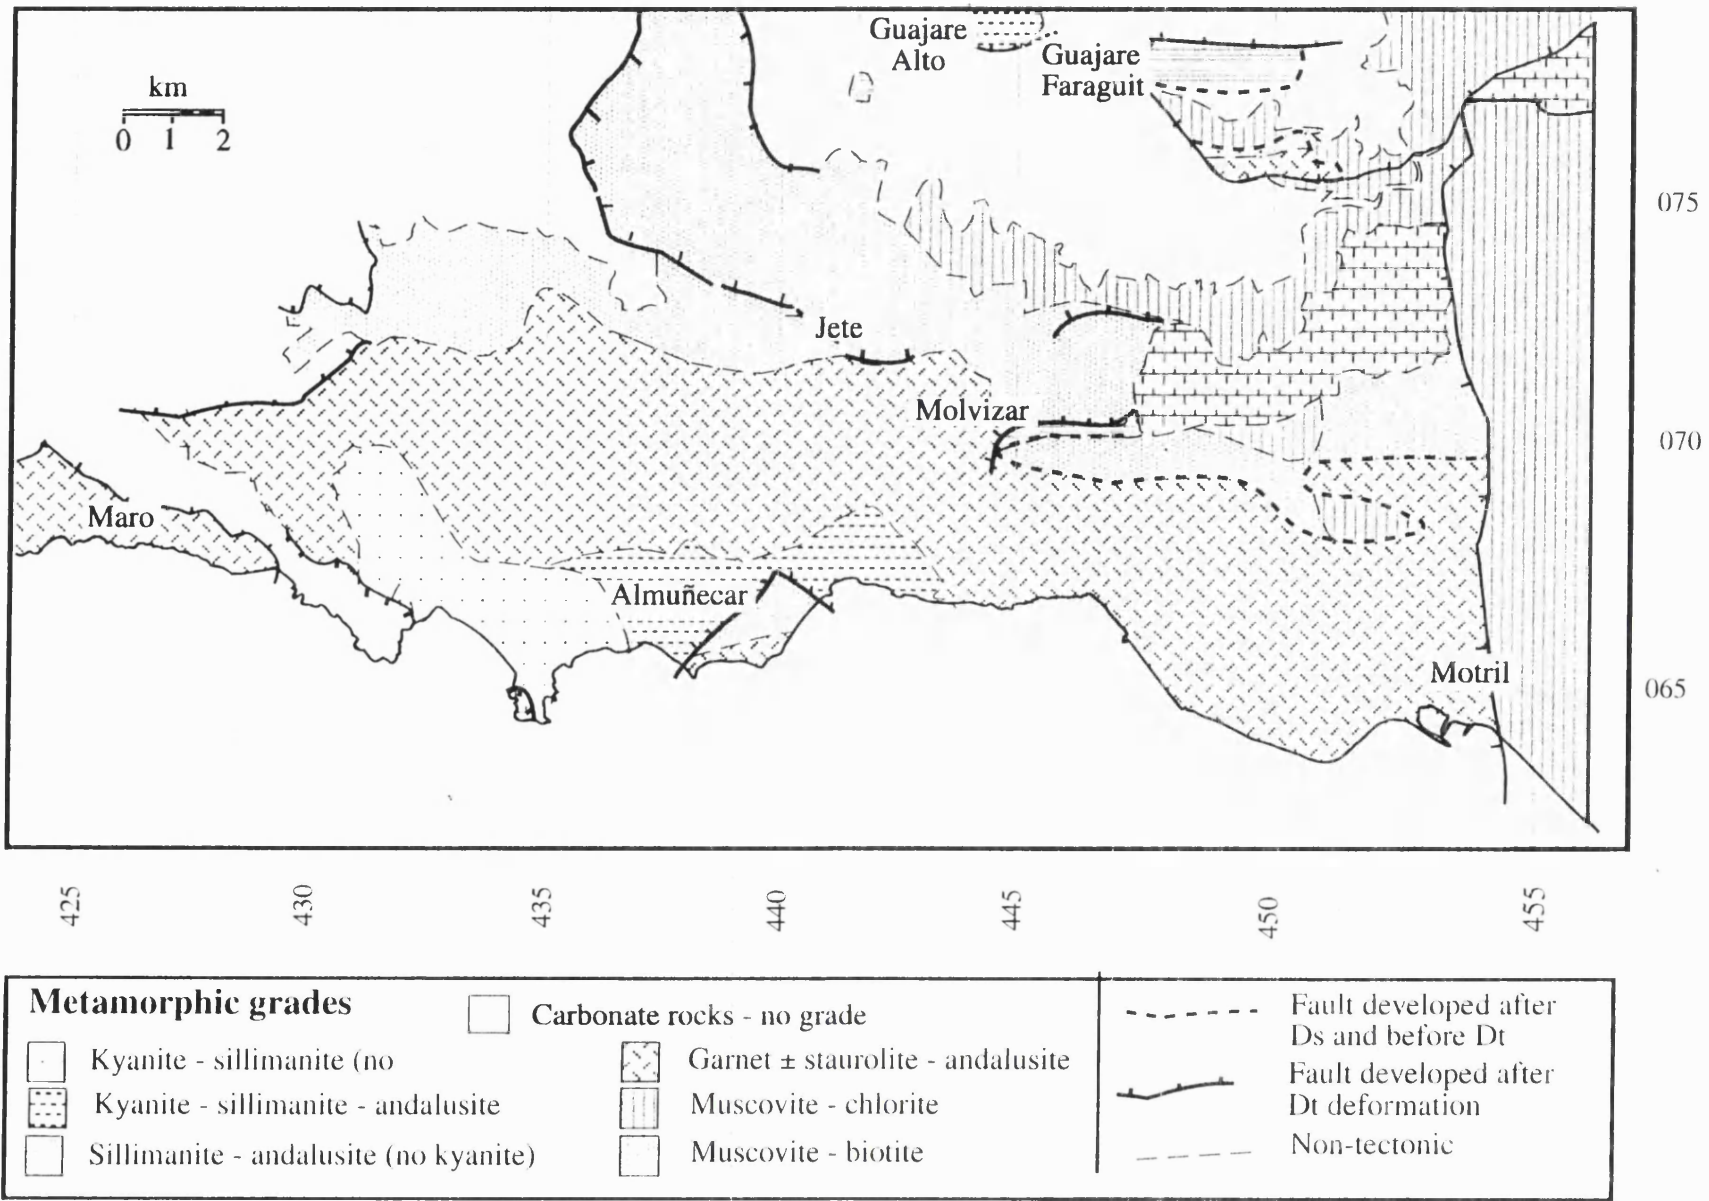 Guajare
Alto
Guajare
Faraguit
km
0 1 2
075
Jete
Molvizar
070
Maro
Almuñecar
Motril
065
425 430 435 440 445 450 455
Metamorphic grades
Carbonate rocks - no grade
Kyanite - sillimanite (no
Garnet ± staurolite - andalusite
Kyanite - sillimanite - andalusite
Muscovite - chlorite
Sillimanite - andalusite (no kyanite)
Muscovite - biotite
Fault developed after
Ds and before Dt
Fault developed after
Dt deformation
Non-tectonic